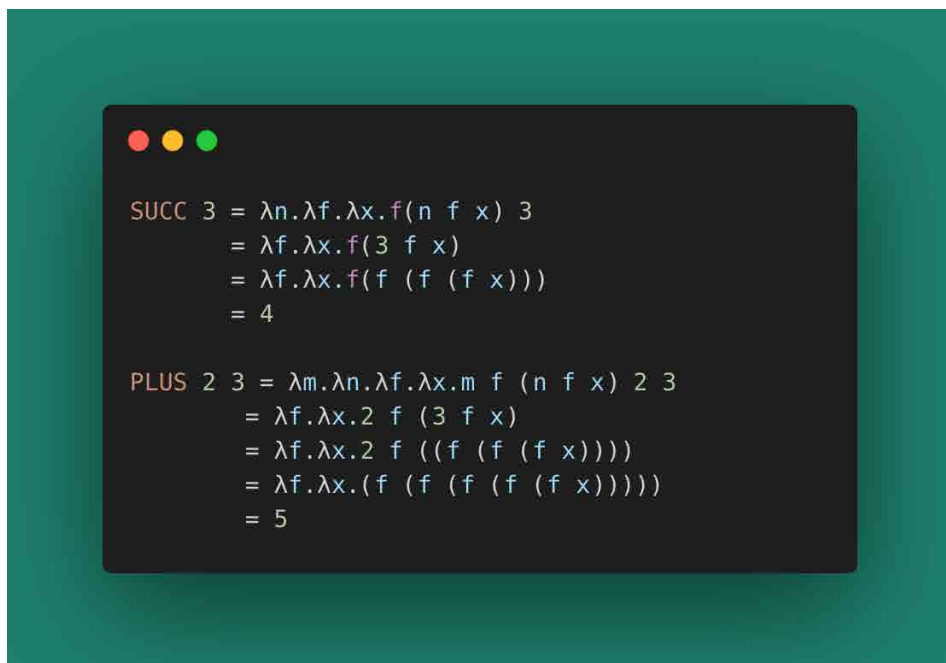 SUCC 3 = λn.λf.λx.f(n f x) 3
= λf.λx.f(3 f x)
= λf.λx.f(f (f (f x)))
= 4
PLUS 2 3 = λm.λn.λf.λx.m f (n f x) 2 3
= λf.λx.2 f (3 f x)
= λf.λx.2 f ((f (f (f x))))
= λf.λx.(f (f (f (f (f x)))))
= 5